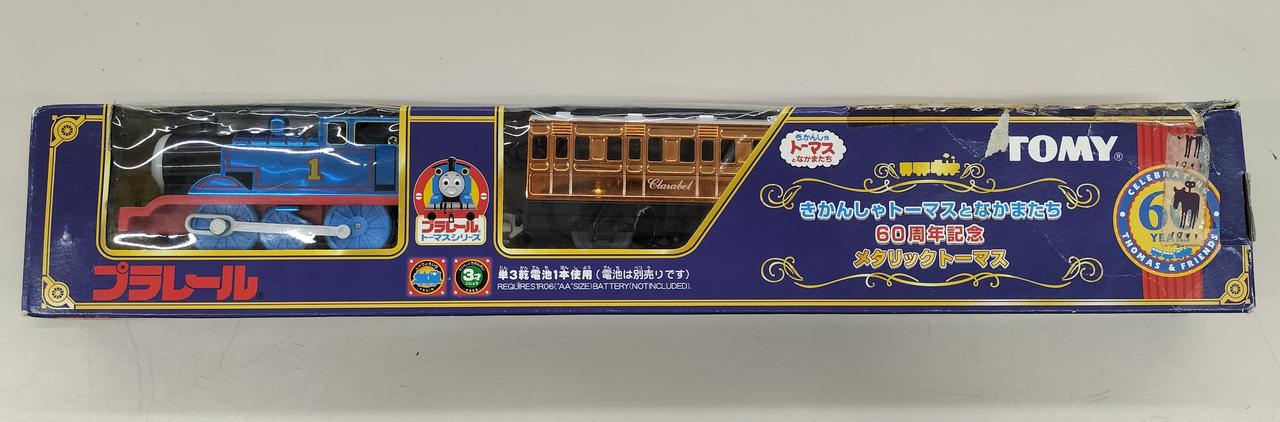 1
プラレール
トーマスシリーズ
Clarabel
きかんしゃ
トーマス
となかまたち
TOMY®
きかんしゃトーマスとなかまたち
60周年記念
メタリックトーマス
CELEBRATING
60
YEARS
THOMAS & FRIENDS
プラレール®
3才
単3乾電池1本使用(電池は別売りです)
REQUIRES1R06("AA"SIZE)BATTERY(NOT INCLUDED).